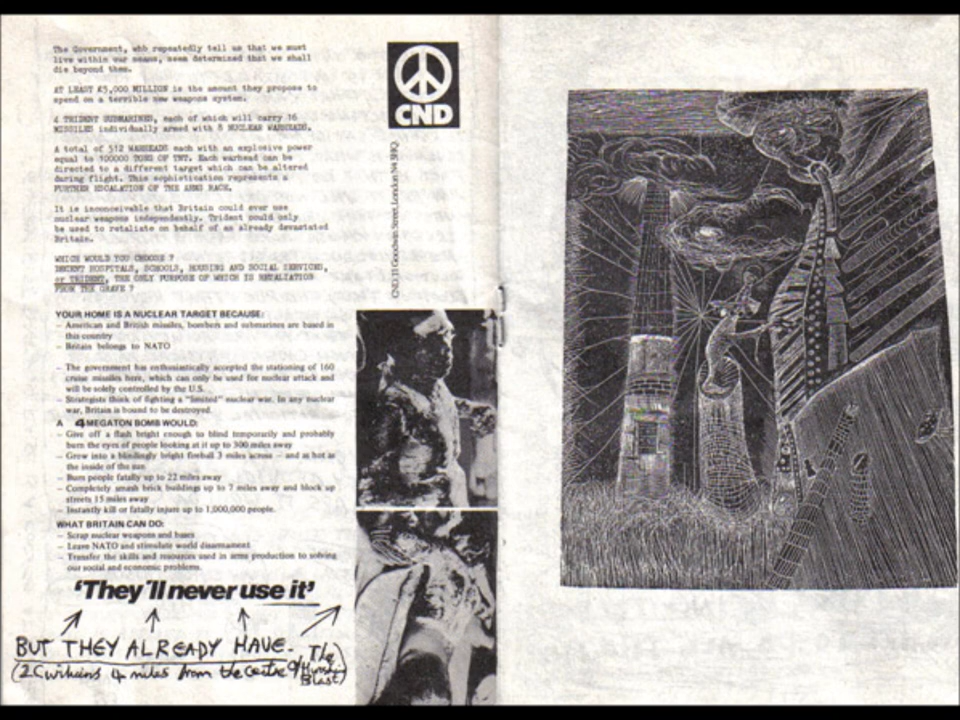 The Government, who repeatedly tell us that we must
live within our means, seem determined that we shall
die beyond them.
AT LEAST £5,000 MILLION is the amount they propose to
spend on a terrible new weapons system.
4 TRIDENT SUBMARINES, each of which will carry 16
MISSILES individually armed with 8 NUCLEAR WARHEADS.
A total of 512 WARHEADS each with an explosive power
equal to 100000 TONS OF TNT. Each warhead can be
directed to a different target which can be altered
during flight. This sophistication represents a
FURTHER ESCALATION OF THE ARMS RACE.
It is inconceivable that Britain could ever use
nuclear weapons independently. Trident could only
be used to retaliate on behalf of an already devastated
Britain.
WHICH WOULD YOU CHOOSE ?
DECENT HOSPITALS, SCHOOLS, HOUSING AND SOCIAL SERVICES,
or TRIDENT, THE ONLY PURPOSE OF WHICH IS RETALIATION
FROM THE GRAVE ?
CND
CND, 11 Goodwin Street, London N4 3HQ
YOUR HOME IS A NUCLEAR TARGET BECAUSE:
– American and British missiles, bombers and submarines are based in
this country
– Britain belongs to NATO
– The government has enthusiastically accepted the stationing of 160
cruise missiles here, which can only be used for nuclear attack and
will be solely controlled by the U.S.
– Strategists think of fighting a "limited" nuclear war. In any nuclear
war, Britain is bound to be destroyed.
A 4 MEGATON BOMB WOULD:
– Give off a flash bright enough to blind temporarily and probably
burn the eyes of people looking at it up to 300 miles away
– Grow into a blindingly bright fireball 3 miles across – and as hot as
the inside of the sun
– Burn people fatally up to 22 miles away
– Completely smash brick buildings up to 7 miles away and block up
streets 15 miles away
– Instantly kill or fatally injure up to 1,000,000 people.
WHAT BRITAIN CAN DO:
– Scrap nuclear weapons and bases
– Leave NATO and stimulate world disarmament
– Transfer the skills and resources used in arms production to solving
our social and economic problems.
'They'll never use it'
BUT THEY ALREADY HAVE.
(2 Civilians 4 miles from the centre of The
Blast)